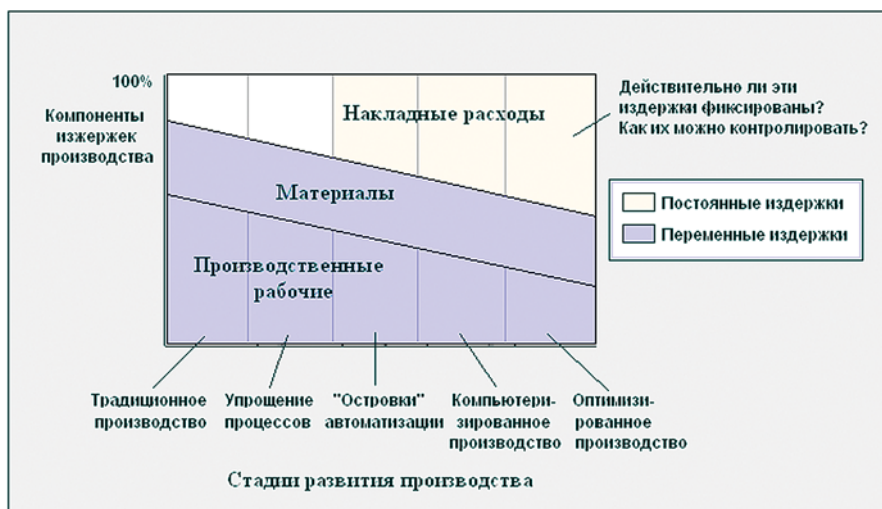 100%
Компоненты
изжержек
производства
Накладные расходы
Материалы
Производственные
рабочие
Действительно ли эти
издержки фиксированы?
Как их можно контролировать?
Постоянные издержки
Переменные издержки
Традиционное
производство
Упрощение
процессов
"Островки"
автоматизации
Компьютери-
зированное
производство
Оптимизи-
рованное
производство
Стадии развития производства